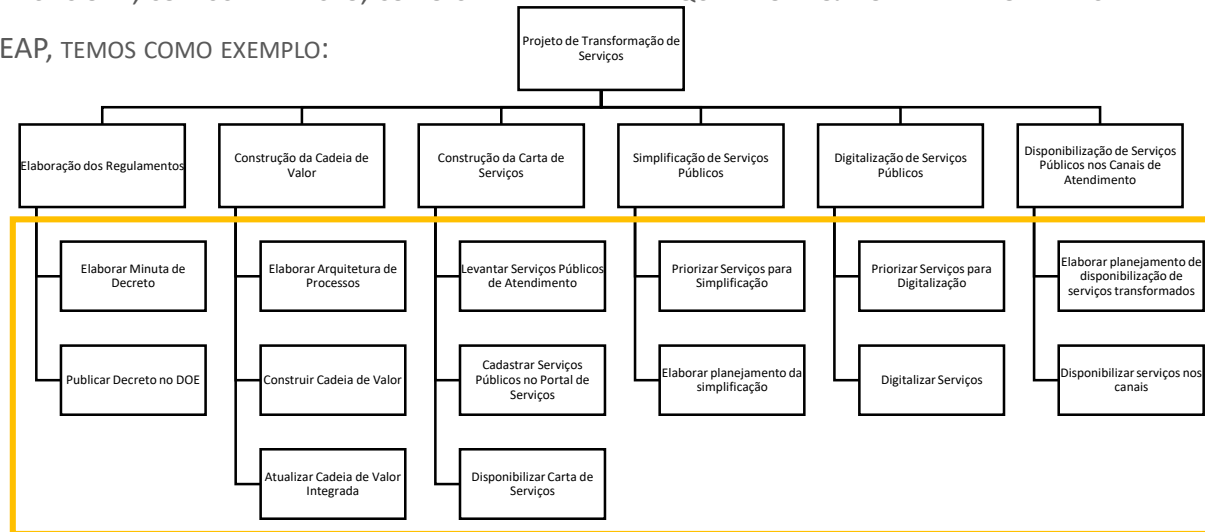 EAP, TEMOS COMO EXEMPLO:
Projeto de Transformação de
Serviços
Elaboração dos Regulamentos
Construção da Cadeia de
Valor
Construção da Carta de
Serviços
Simplificação de Serviços
Públicos
Digitalização de Serviços
Públicos
Disponibilização de Serviços
Públicos nos Canais de
Atendimento
Elaborar Minuta de
Decreto
Elaborar Arquitetura de
Processos
Levantar Serviços Públicos
de Atendimento
Priorizar Serviços para
Simplificação
Priorizar Serviços para
Digitalização
Elaborar planejamento de
disponibilização de
serviços transformados
Publicar Decreto no DOE
Construir Cadeia de Valor
Cadastrar Serviços
Públicos no Portal de
Serviços
Elaborar planejamento da
simplificação
Digitalizar Serviços
Disponibilizar serviços nos
canais
Atualizar Cadeia de Valor
Integrada
Disponibilizar Carta de
Serviços